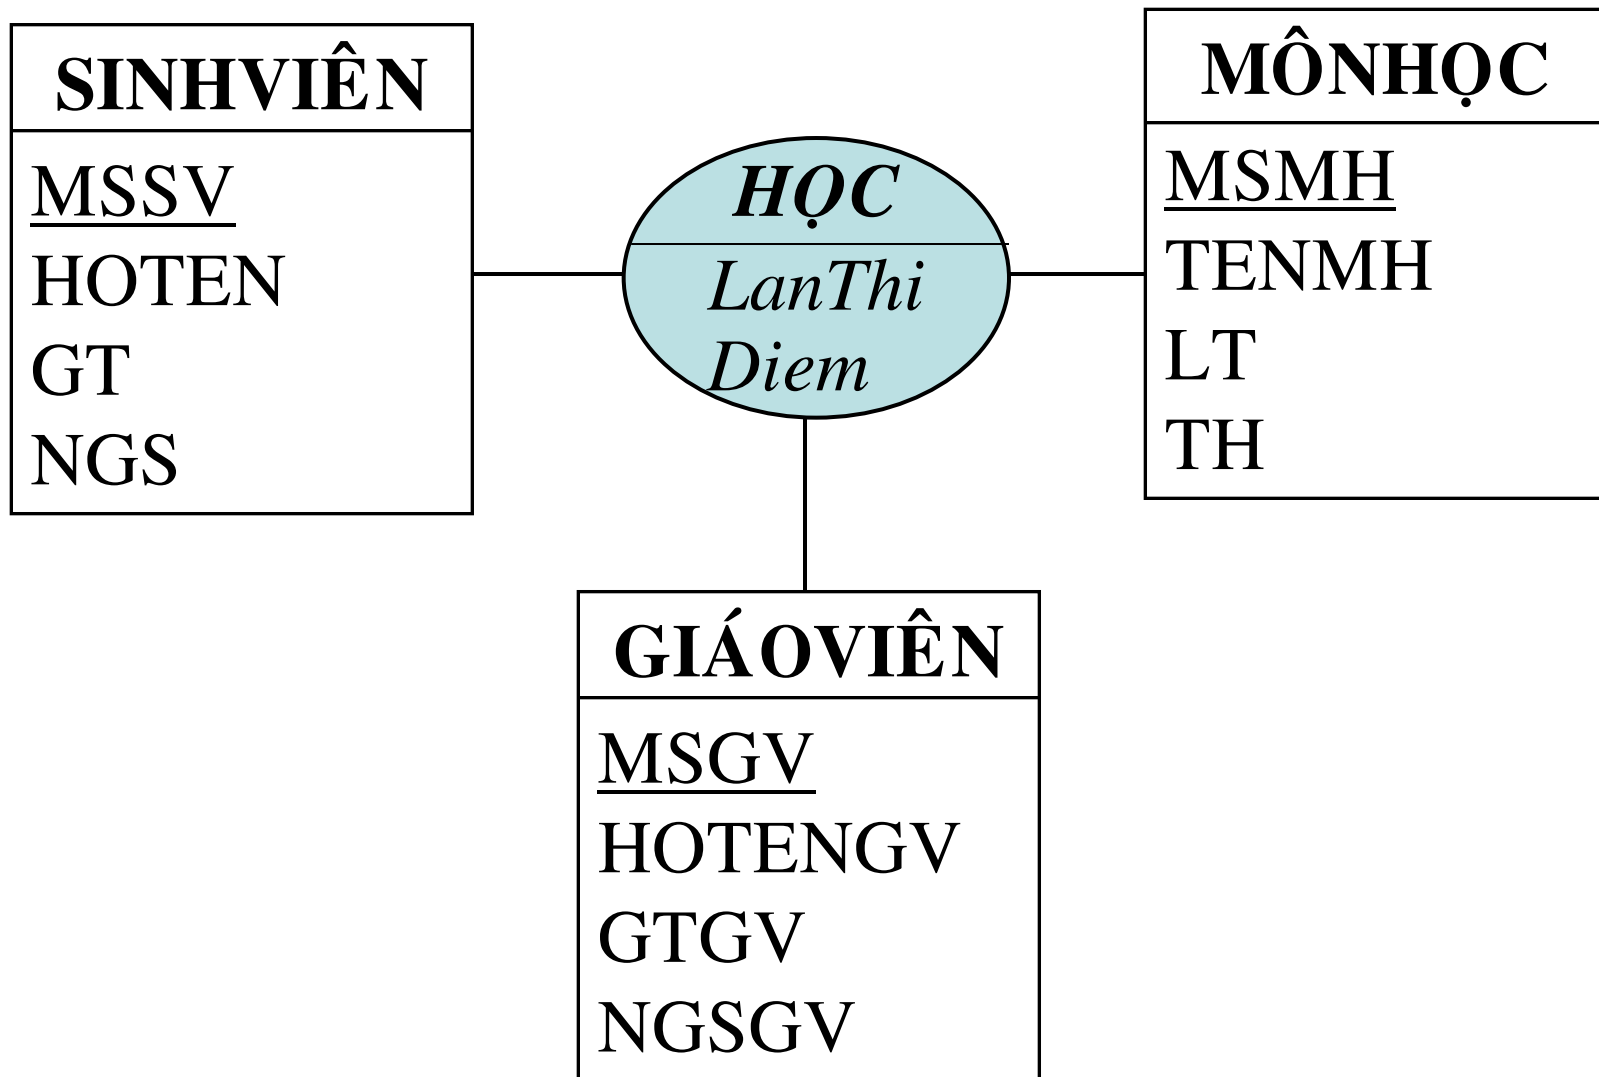 SINHVIÊN
MSSV
HOTEN
GT
NGS
HỌC
LanThi
Diem
MÔNHỌC
MSMH
TENMH
LT
TH
GIÁOVIÊN
MSGV
HOTENGV
GTGV
NGSGV